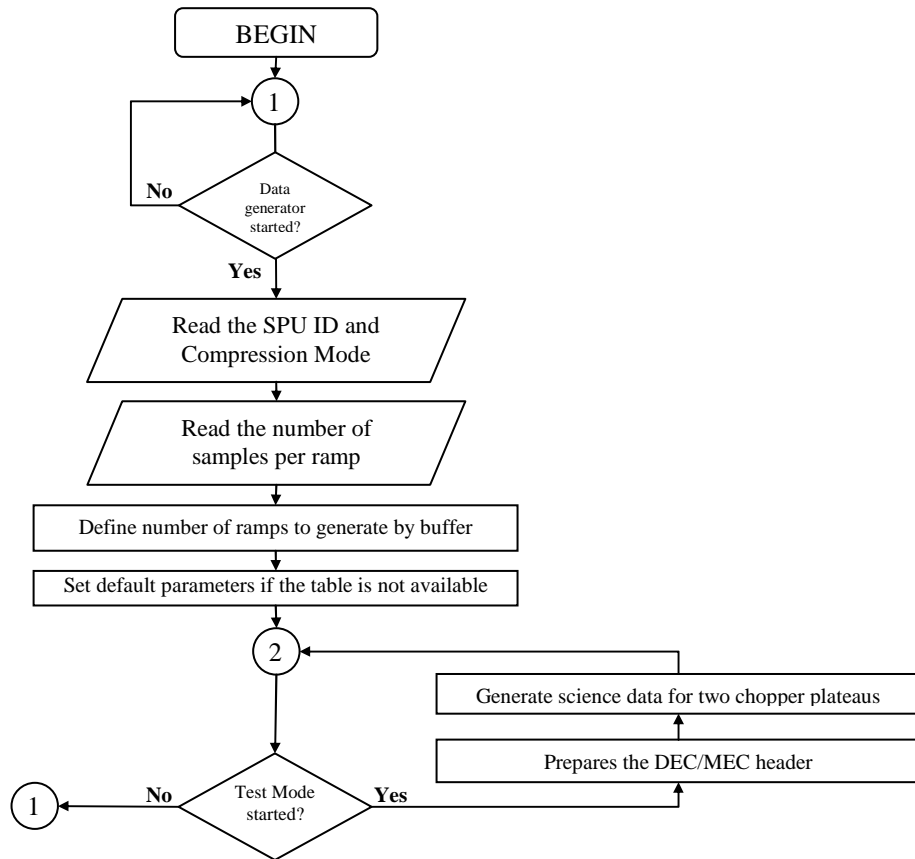 BEGIN
1
No
Data
generator
started?
Yes
Read the SPU ID and
Compression Mode
Read the number of
samples per ramp
Define number of ramps to generate by buffer
Set default parameters if the table is not available
2
Generate science data for two chopper plateaus
Prepares the DEC/MEC header
1
No
Test Mode
started?
Yes